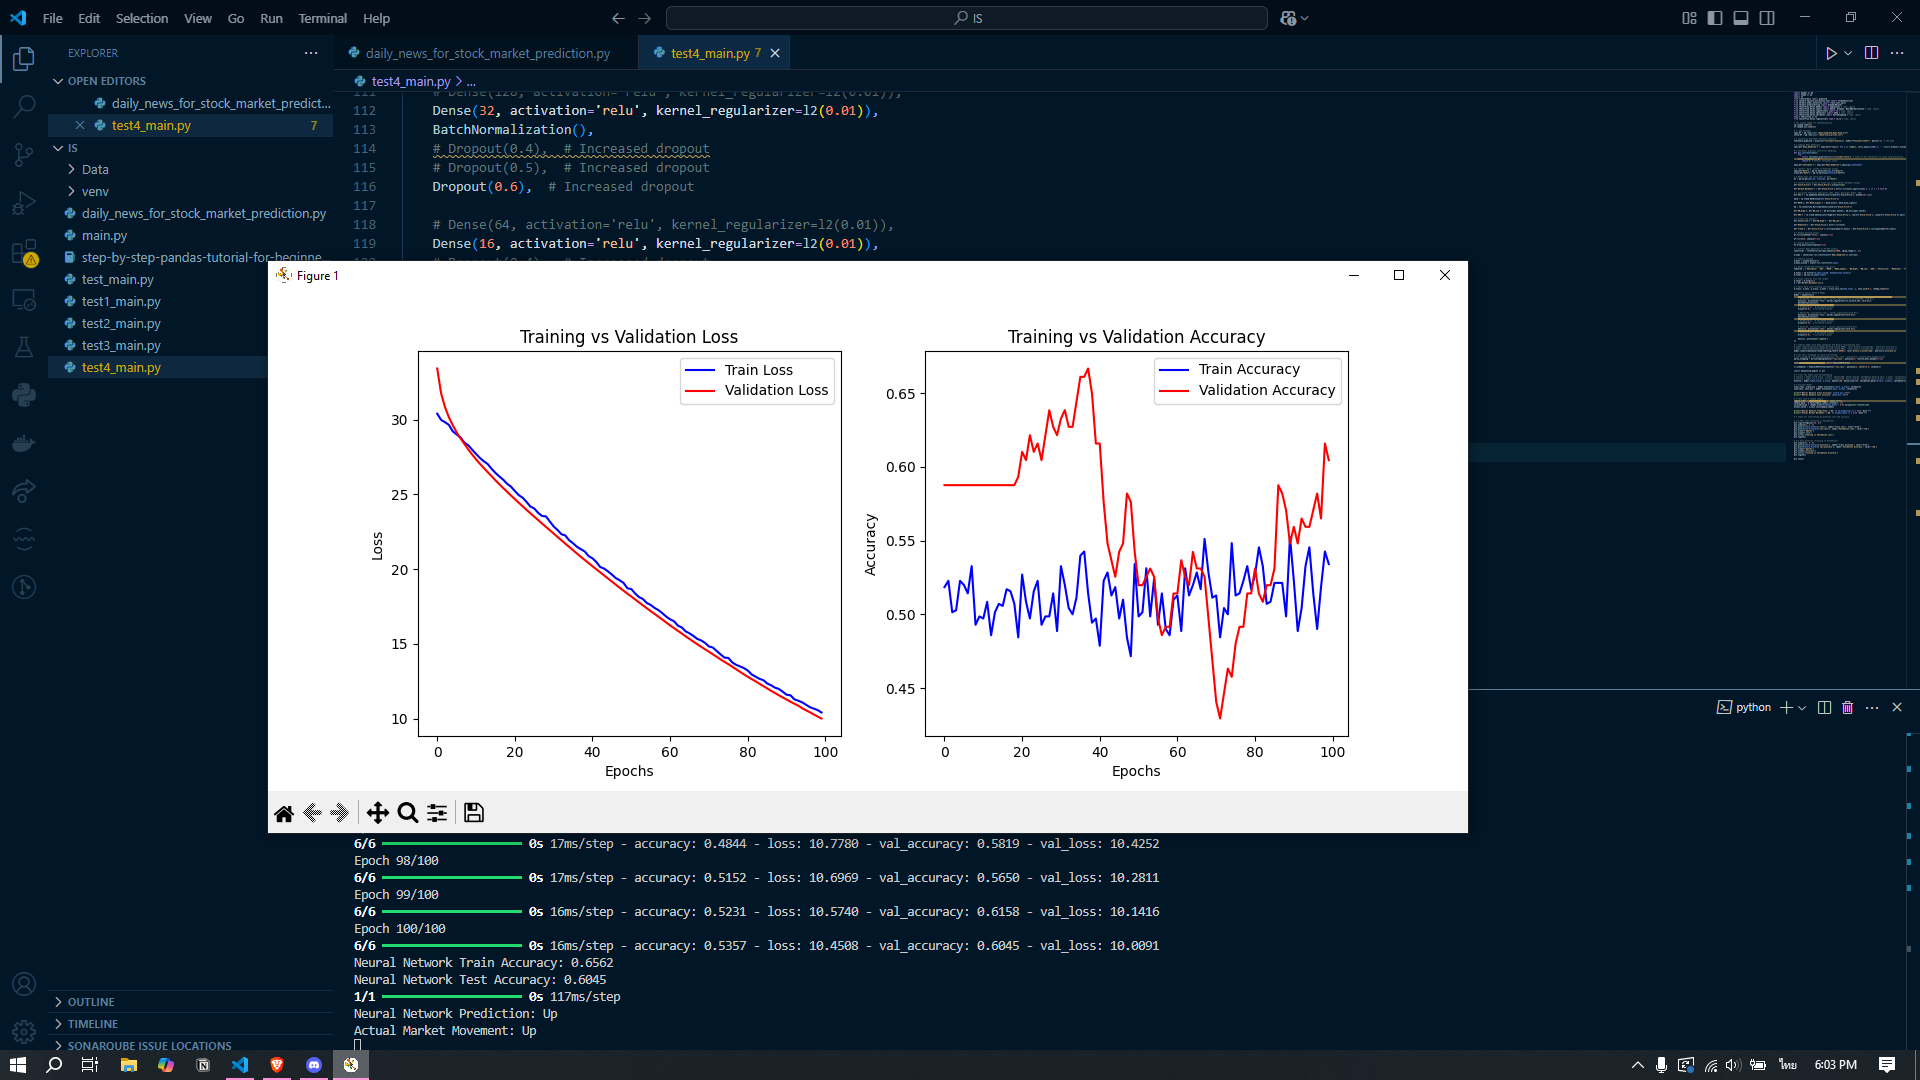 File Edit Selection View Go Run Terminal Help
IS
EXPLORER
OPEN EDITORS
daily_news_for_stock_market_predict...
test4_main.py 7
IS
Data
venv
daily_news_for_stock_market_prediction.py
main.py
step-by-step-pandas-tutorial-for-beginne...
test_main.py
test1_main.py
test2_main.py
test3_main.py
test4_main.py
OUTLINE
TIMELINE
SONARQUBE ISSUE LOCATIONS
daily_news_for_stock_market_prediction.py
test4_main.py 7
test4_main.py > ...
111 # Dense(128, activation='relu', kernel_regularizer=l2(0.01)),
112 Dense(32, activation='relu', kernel_regularizer=l2(0.01)),
113 BatchNormalization(),
114 # Dropout(0.4),  # Increased dropout
115 # Dropout(0.5),  # Increased dropout
116 Dropout(0.6),  # Increased dropout
117
118 # Dense(64, activation='relu', kernel_regularizer=l2(0.01)),
119 Dense(16, activation='relu', kernel_regularizer=l2(0.01)),
Figure 1
Training vs Validation Loss
Train Loss
Validation Loss
30
25
20
15
10
Loss
0 20 40 60 80 100
Epochs
Training vs Validation Accuracy
Train Accuracy
Validation Accuracy
0.65
0.60
0.55
0.50
0.45
Accuracy
0 20 40 60 80 100
Epochs
python
6/6 0s 17ms/step - accuracy: 0.4844 - loss: 10.7780 - val_accuracy: 0.5819 - val_loss: 10.4252
Epoch 98/100
6/6 0s 17ms/step - accuracy: 0.5152 - loss: 10.6969 - val_accuracy: 0.5650 - val_loss: 10.2811
Epoch 99/100
6/6 0s 16ms/step - accuracy: 0.5231 - loss: 10.5740 - val_accuracy: 0.6158 - val_loss: 10.1416
Epoch 100/100
6/6 0s 16ms/step - accuracy: 0.5357 - loss: 10.4508 - val_accuracy: 0.6045 - val_loss: 10.0091
Neural Network Train Accuracy: 0.6562
Neural Network Test Accuracy: 0.6045
1/1 0s 117ms/step
Neural Network Prediction: Up
Actual Market Movement: Up
ไทย
6:03 PM